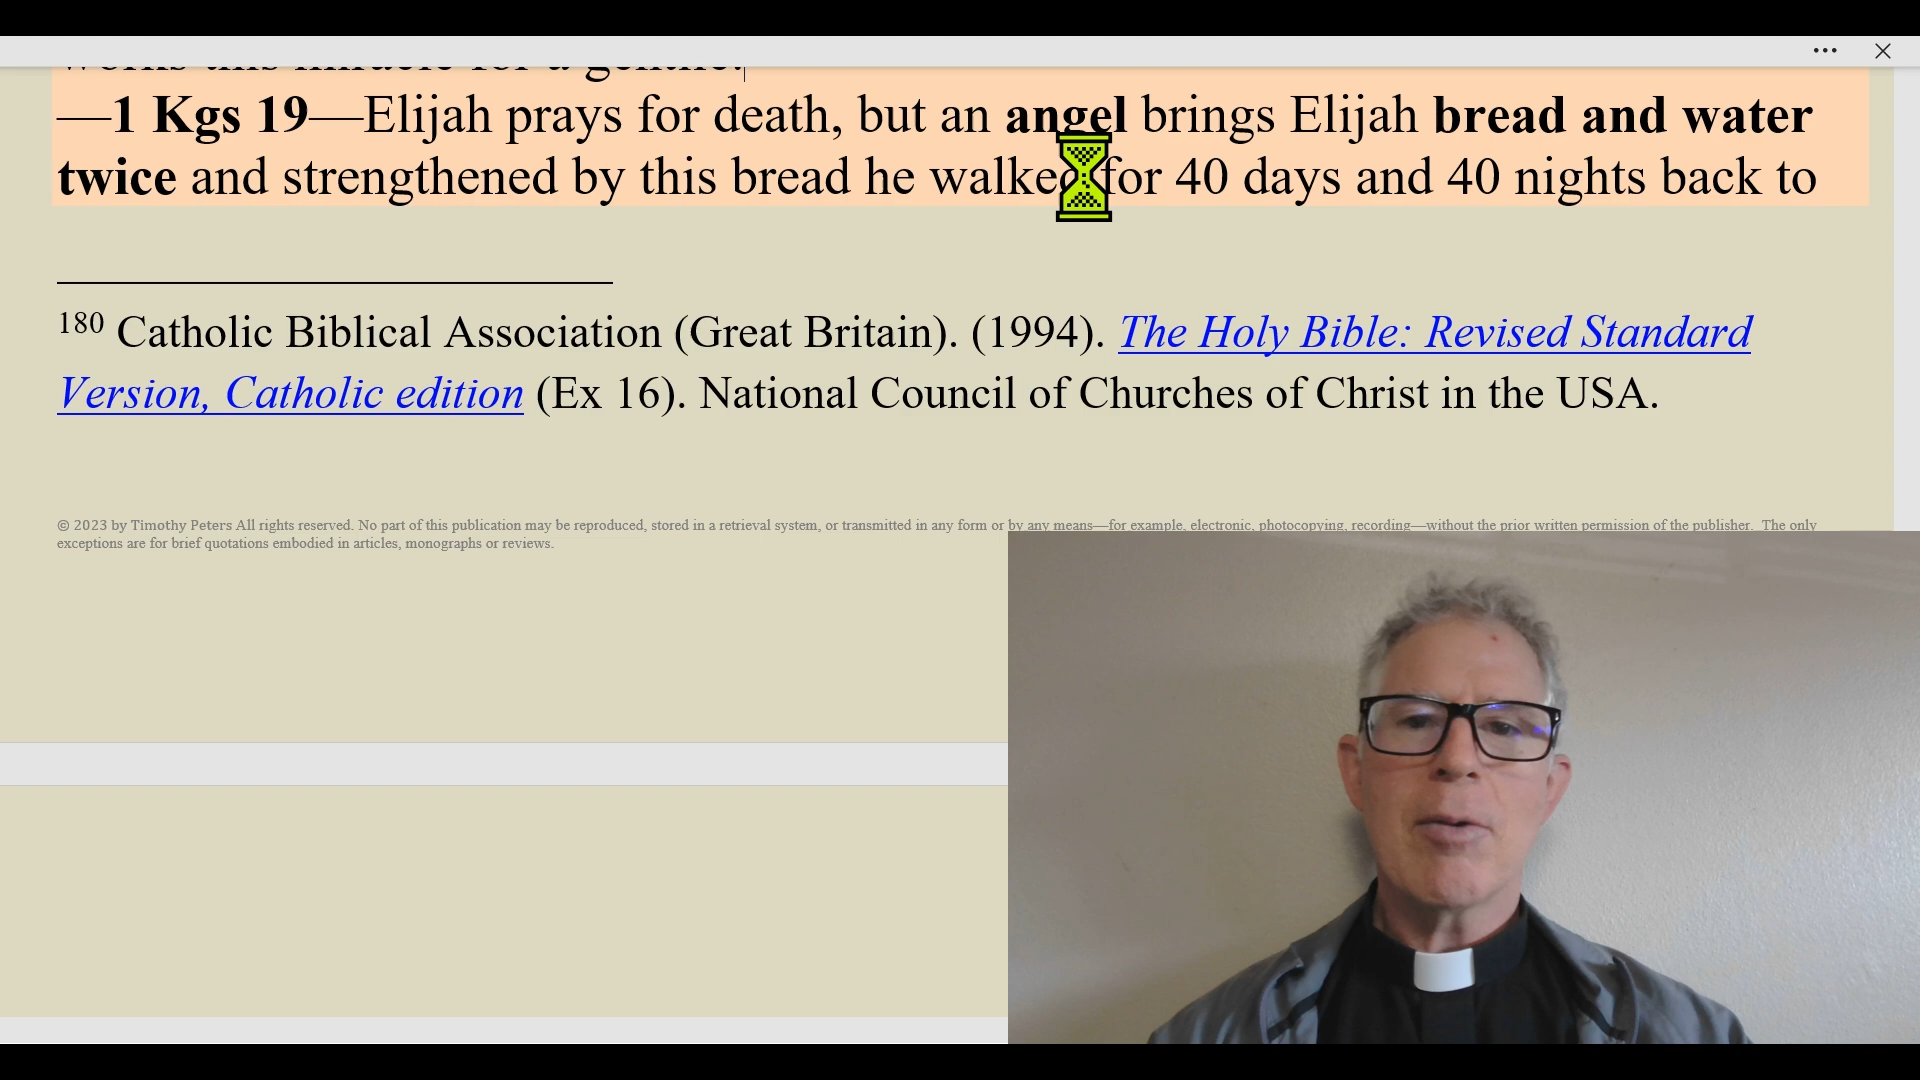 works this miracle for a gentile.
—1 Kgs 19—Elijah prays for death, but an angel brings Elijah bread and water
twice and strengthened by this bread he walked for 40 days and 40 nights back to
180 Catholic Biblical Association (Great Britain). (1994). The Holy Bible: Revised Standard
Version, Catholic edition (Ex 16). National Council of Churches of Christ in the USA.
© 2023 by Timothy Peters All rights reserved. No part of this publication may be reproduced, stored in a retrieval system, or transmitted in any form or by any means—for example, electronic, photocopying, recording—without the prior written permission of the publisher. The only
exceptions are for brief quotations embodied in articles, monographs or reviews.